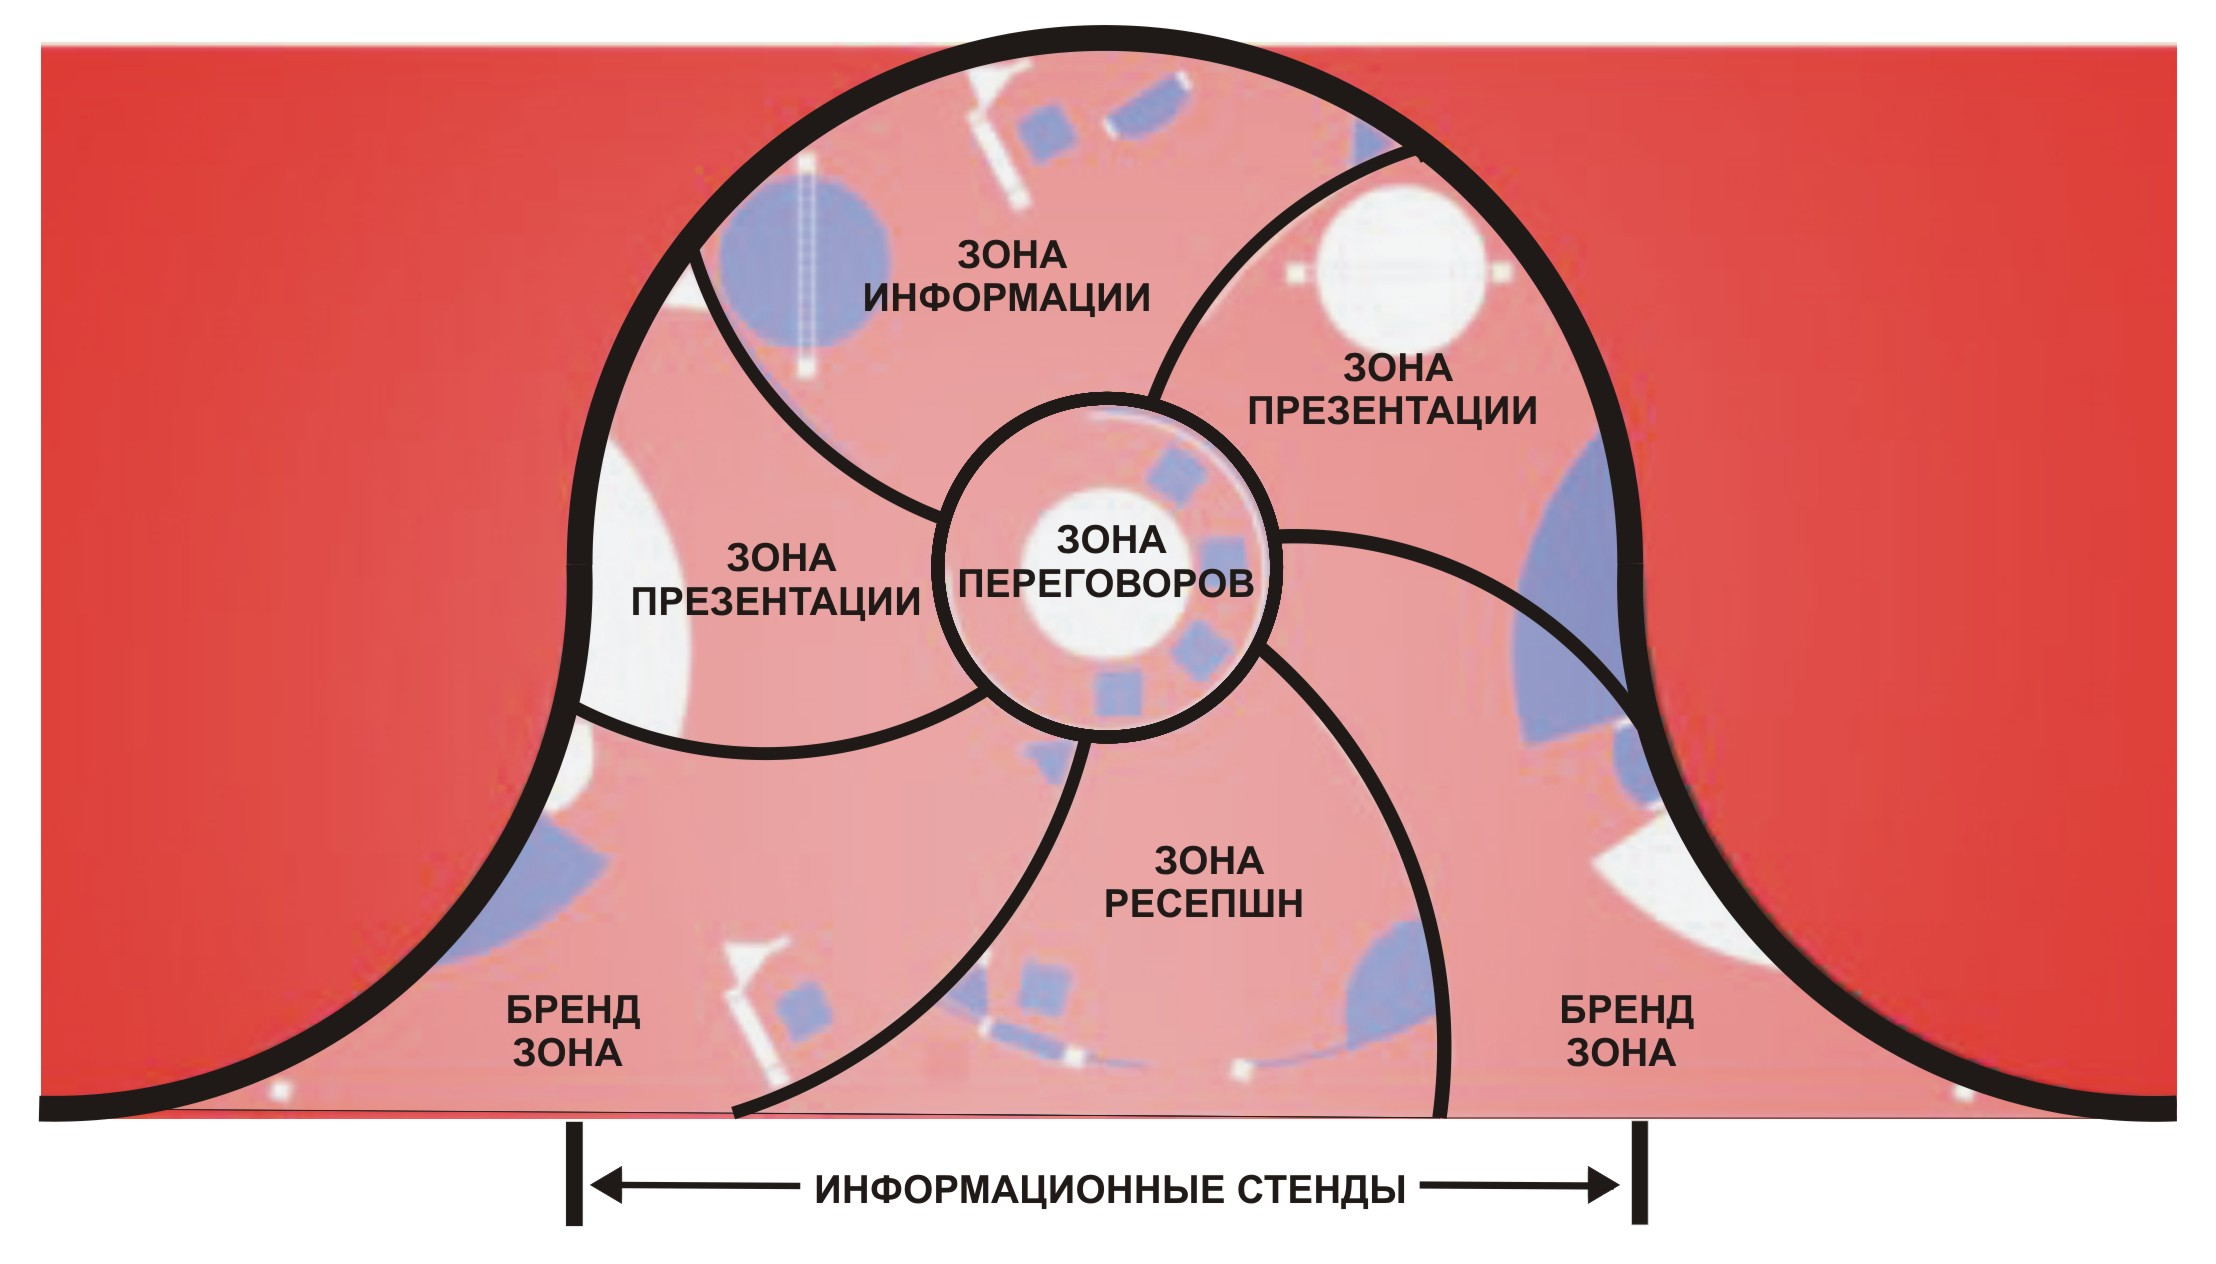 ЗОНА
ИНФОРМАЦИИ
ЗОНА
ПРЕЗЕНТАЦИИ
ЗОНА
ПРЕЗЕНТАЦИИ
ЗОНА
ПЕРЕГОВОРОВ
ЗОНА
РЕСЕПШН
БРЕНД
ЗОНА
БРЕНД
ЗОНА
ИНФОРМАЦИОННЫЕ СТЕНДЫ